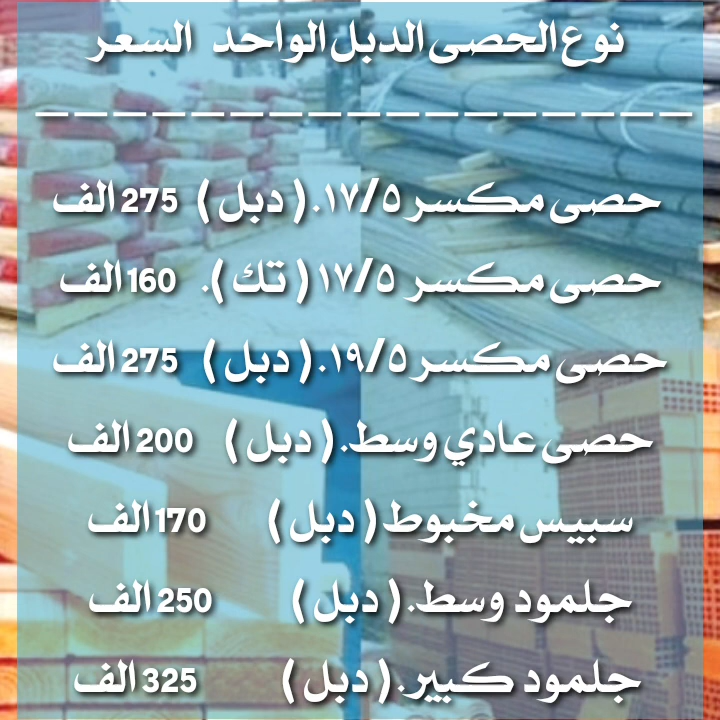 نوع الحصى الدبل الواحد السعر
حصى مكسر ١٧/٥.( دبل ) 275 الف
حصى مكسر ١٧/٥ ( تك ). 160 الف
حصى مكسر ١٩/٥.( دبل ) 275 الف
حصى عادي وسط.( دبل ) 200 الف
سبيس مخبوط ( دبل ) 170 الف
جلمود وسط.( دبل ) 250 الف
جلمود كبير.( دبل ) 325 الف